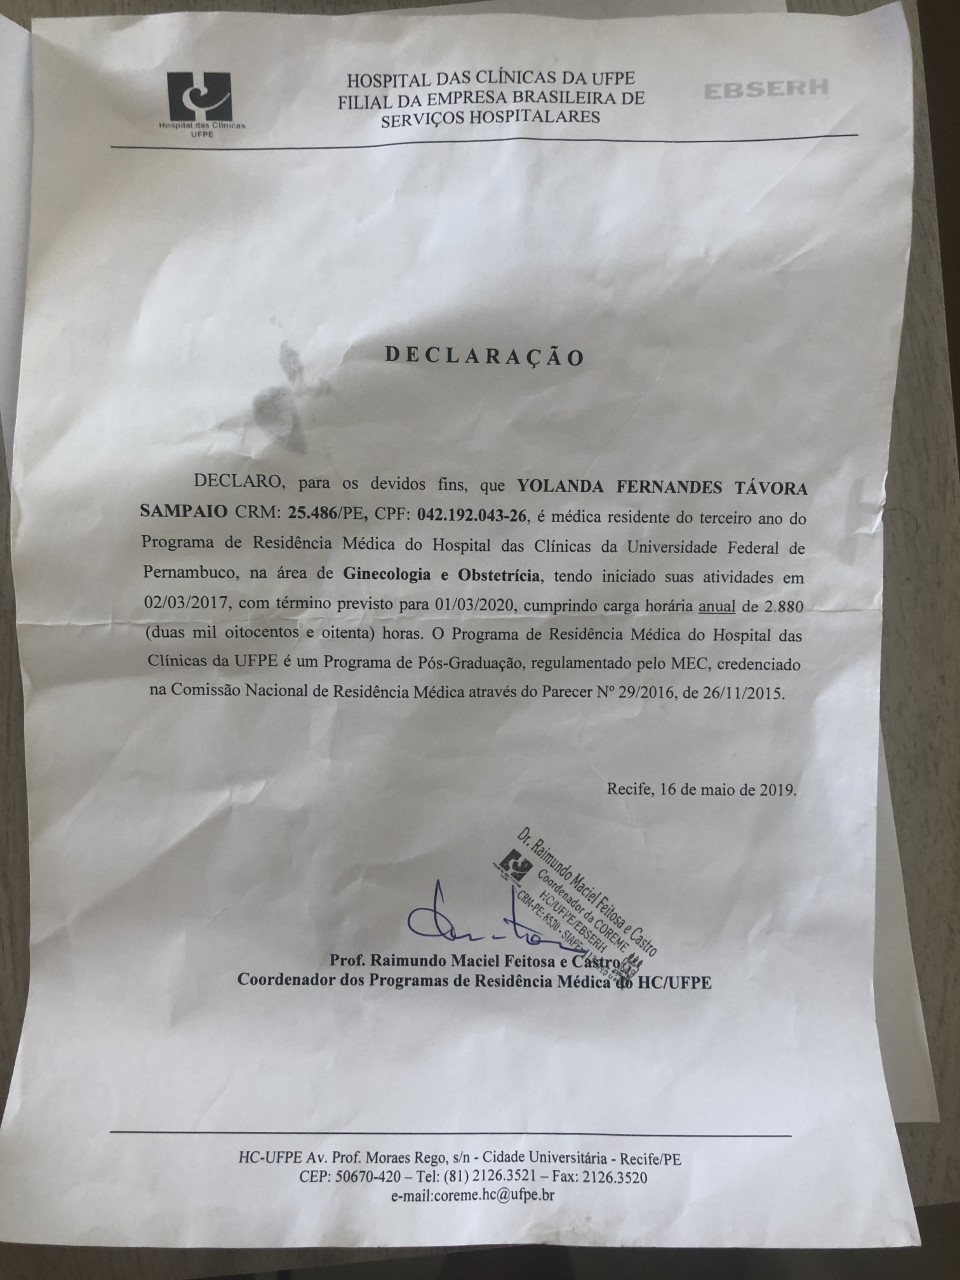 HOSPITAL DAS CLÍNICAS DA UFPE
FILIAL DA EMPRESA BRASILEIRA DE
SERVIÇOS HOSPITALARES
EBSERH
Hospital das Clínicas
UFPE
DECLARAÇÃO
DECLARO, para os devidos fins, que YOLANDA FERNANDES TÁVORA
SAMPAIO CRM: 25.486/PE, CPF: 042.192.043-26, é médica residente do terceiro ano do
Programa de Residência Médica do Hospital das Clínicas da Universidade Federal de
Pernambuco, na área de Ginecologia e Obstetrícia, tendo iniciado suas atividades em
02/03/2017, com término previsto para 01/03/2020, cumprindo carga horária anual de 2.880
(duas mil oitocentos e oitenta) horas. O Programa de Residência Médica do Hospital das
Clínicas da UFPE é um Programa de Pós-Graduação, regulamentado pelo MEC, credenciado
na Comissão Nacional de Residência Médica através do Parecer Nº 29/2016, de 26/11/2015.
Recife, 16 de maio de 2019.
Dr. Raimundo Maciel Feitosa e Castro
Coordenador da COREME
HC/UFPE/EBSERH
CRM-PE: 8530 - SIAPE
Prof. Raimundo Maciel Feitosa e Castro
Coordenador dos Programas de Residência Médica do HC/UFPE
HC-UFPE Av. Prof. Moraes Rego, s/n - Cidade Universitária - Recife/PE
CEP: 50670-420 – Tel: (81) 2126.3521 – Fax: 2126.3520
e-mail:coreme.hc@ufpe.br